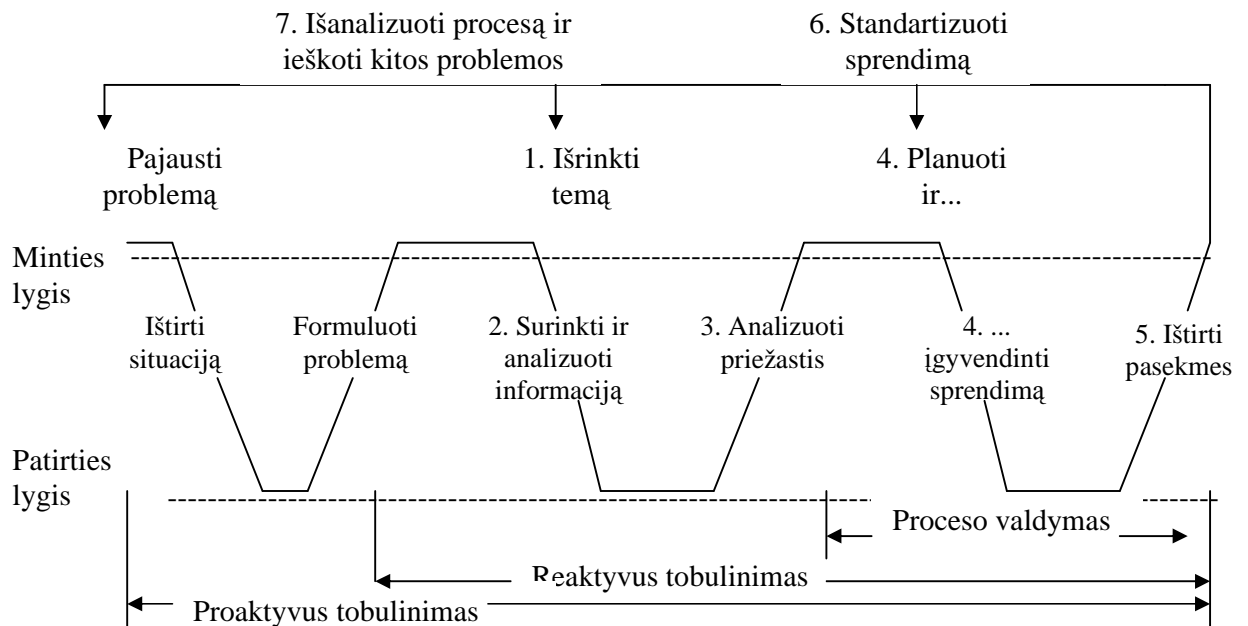 7. Išanalizuoti procesą ir
ieškoti kitos problemos
6. Standartizuoti
sprendimą
Pajausti
problemą
1. Išrinkti
temą
4. Planuoti
ir...
Minties
lygis
Ištirti
situaciją
Formuluoti
problemą
2. Surinkti ir
analizuoti
informaciją
3. Analizuoti
priežastis
4. ...
įgyvendinti
sprendimą
5. Ištirti
pasekmes
Patirties
lygis
Proceso valdymas
Reaktyvus tobulinimas
Proaktyvus tobulinimas